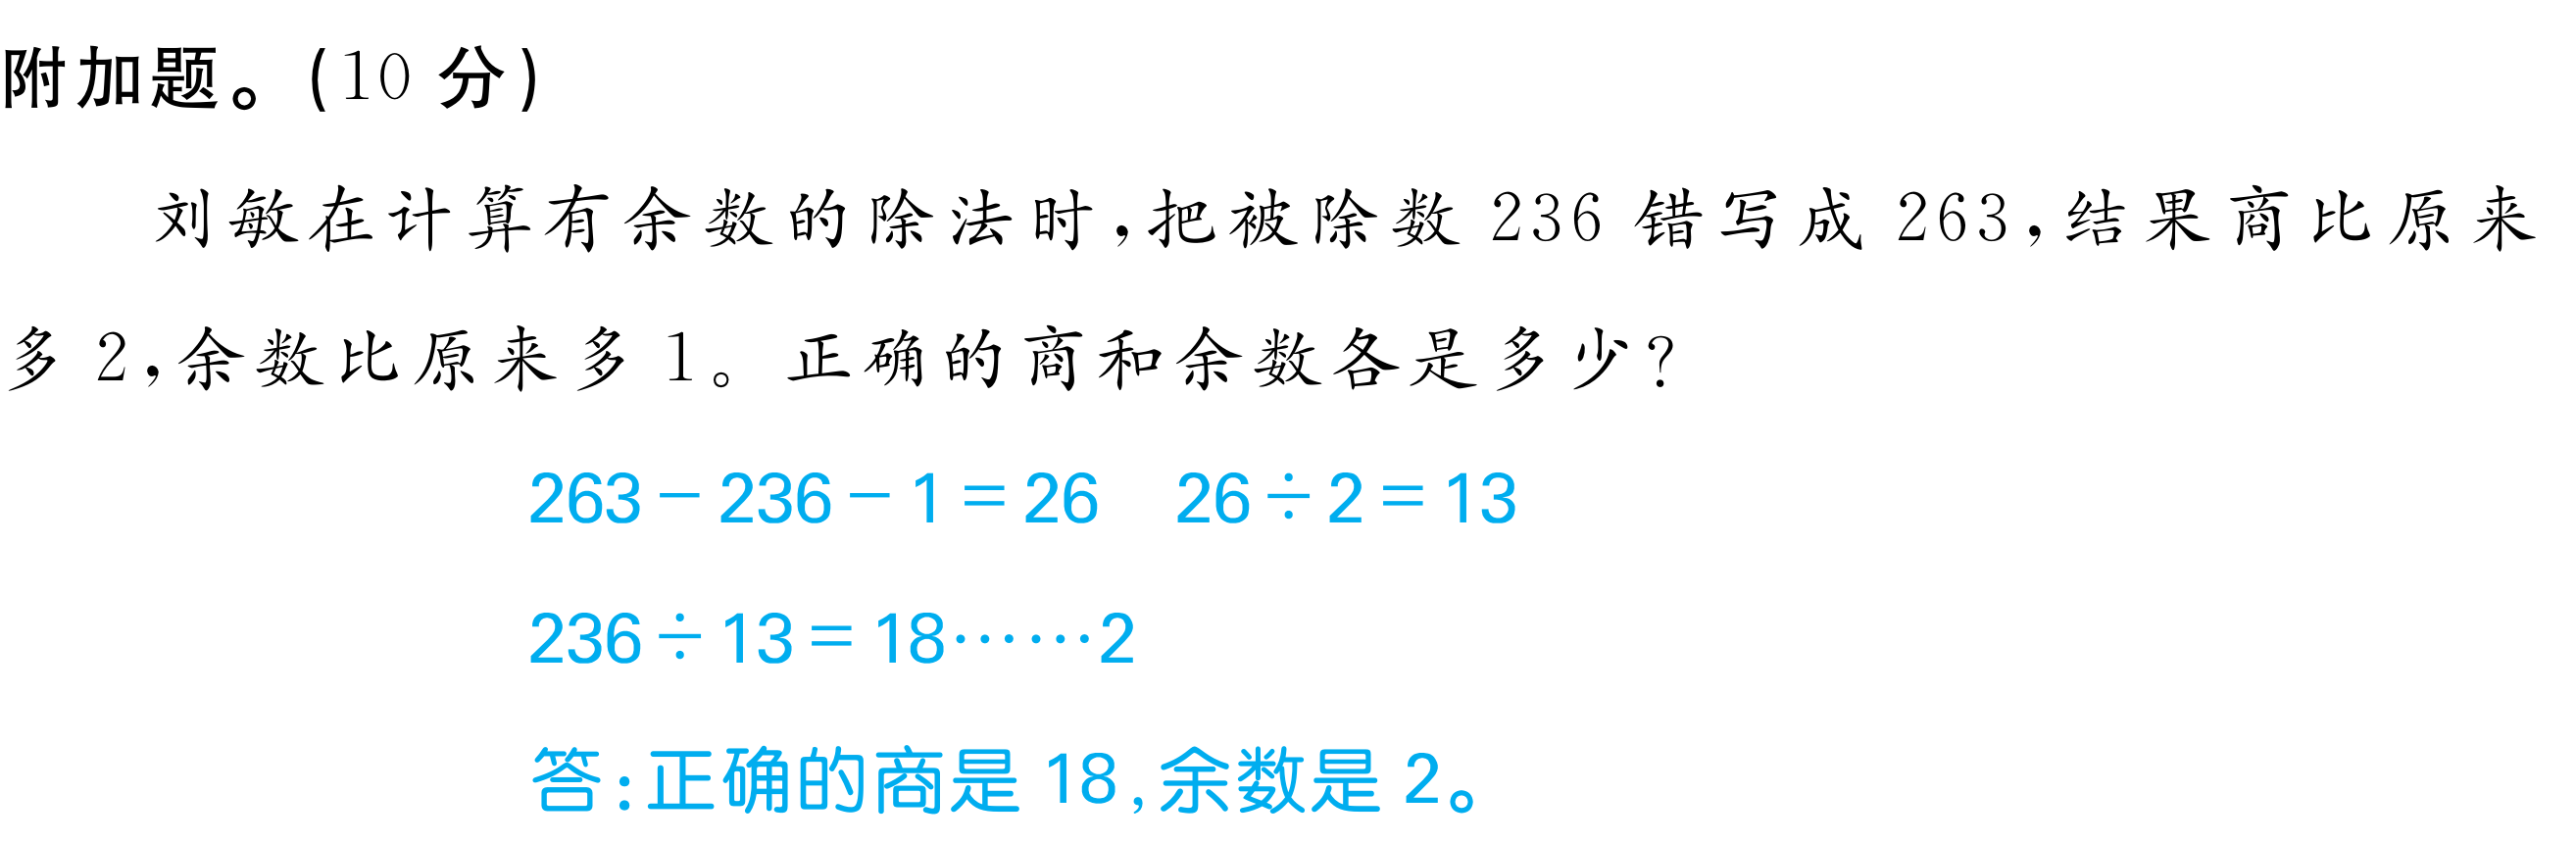 附加题。(10 分)
刘敏在计算有余数的除法时,把被除数 236 错写成 263,结果商比原来
多 2,余数比原来多 1。正确的商和余数各是多少?
263－236－1＝26　26÷2＝13
236÷13＝18……2
答:正确的商是 18,余数是 2。